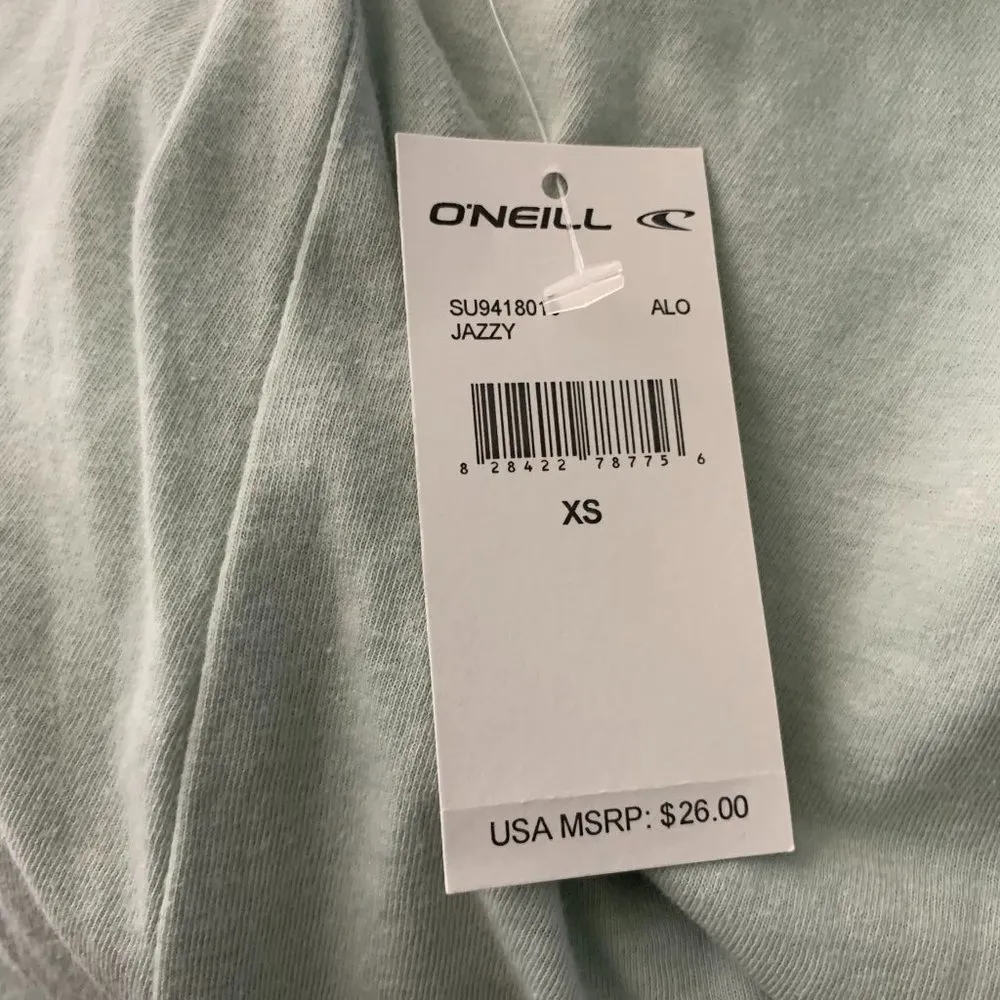 O'NEILL
ALO
JAZZY
8 28422 78775 6
XS
USA MSRP: $26.00